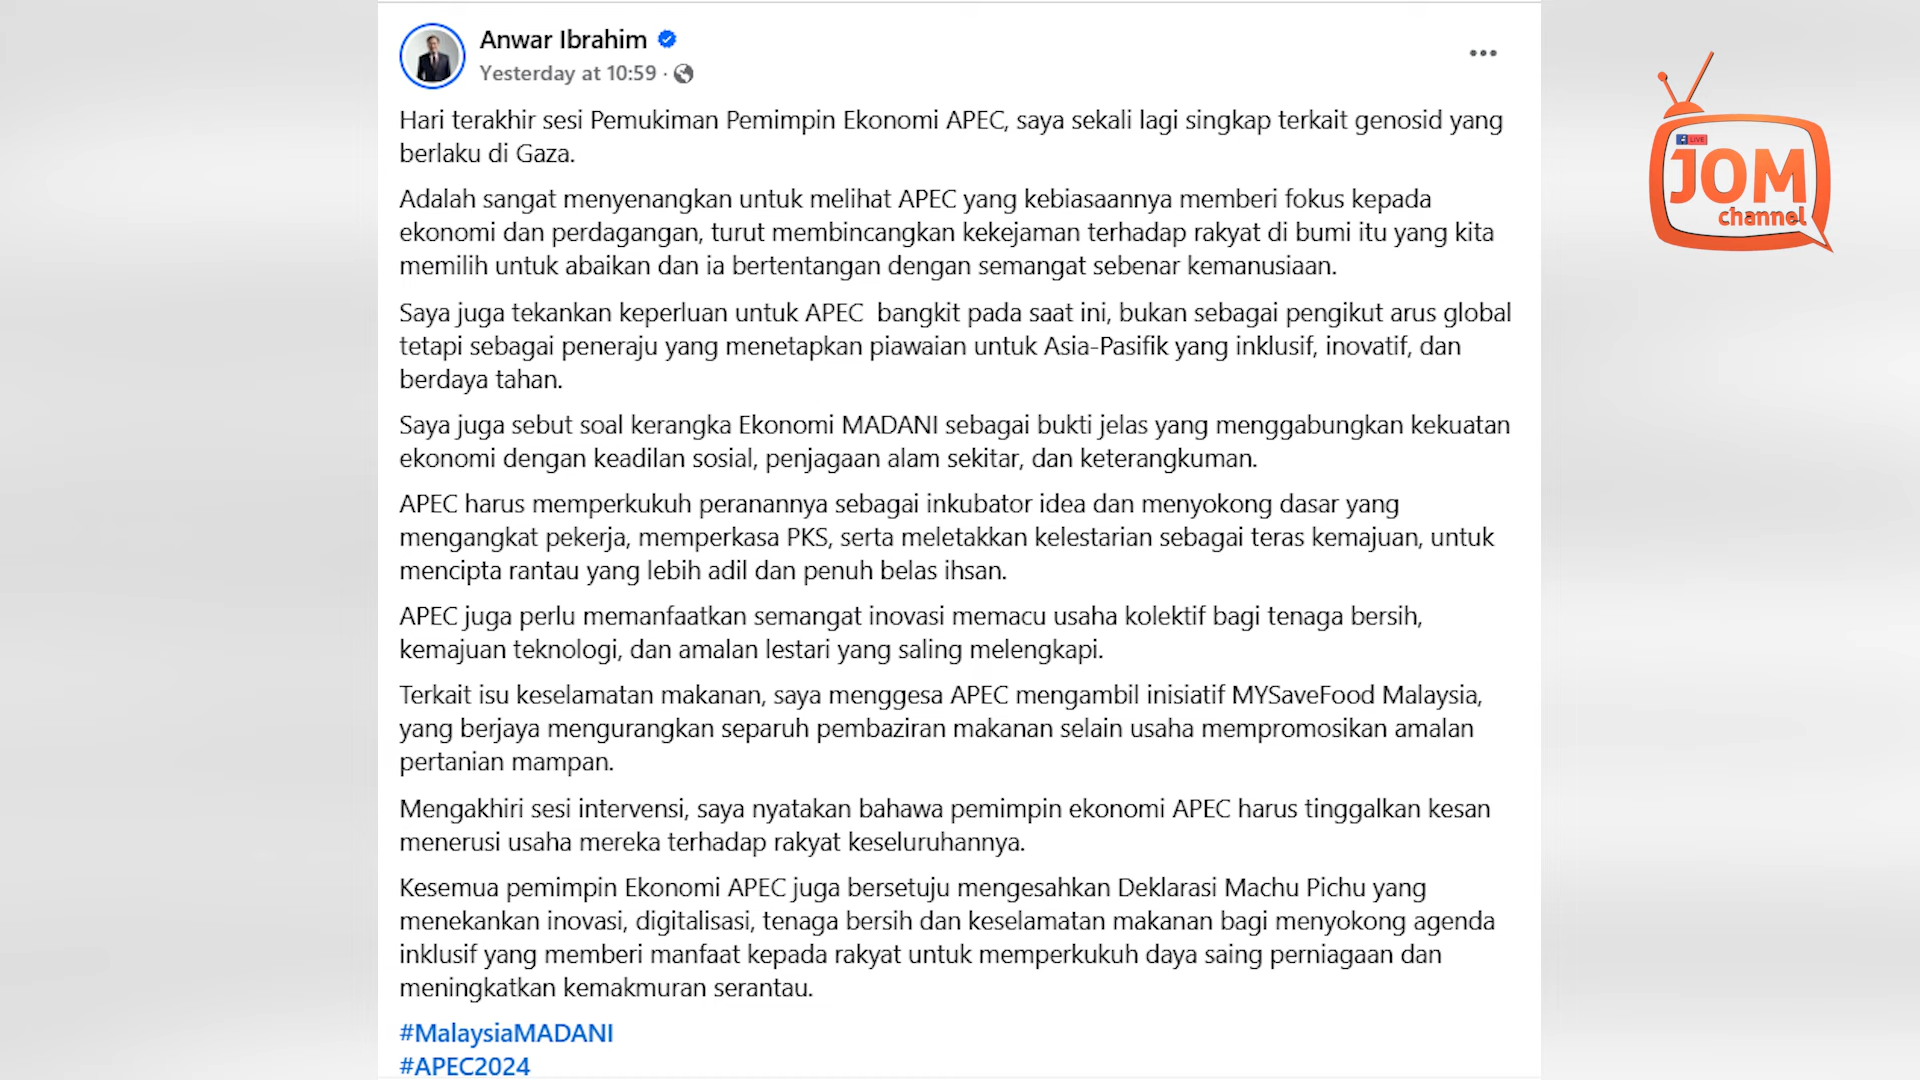 Anwar Ibrahim
Yesterday at 10:59 ·
Hari terakhir sesi Pemukiman Pemimpin Ekonomi APEC, saya sekali lagi singkap terkait genosid yang
berlaku di Gaza.
Adalah sangat menyenangkan untuk melihat APEC yang kebiasaannya memberi fokus kepada
ekonomi dan perdagangan, turut membincangkan kekejaman terhadap rakyat di bumi itu yang kita
memilih untuk abaikan dan ia bertentangan dengan semangat sebenar kemanusiaan.
Saya juga tekankan keperluan untuk APEC  bangkit pada saat ini, bukan sebagai pengikut arus global
tetapi sebagai peneraju yang menetapkan piawaian untuk Asia-Pasifik yang inklusif, inovatif, dan
berdaya tahan.
Saya juga sebut soal kerangka Ekonomi MADANI sebagai bukti jelas yang menggabungkan kekuatan
ekonomi dengan keadilan sosial, penjagaan alam sekitar, dan keterangkuman.
APEC harus memperkukuh peranannya sebagai inkubator idea dan menyokong dasar yang
mengangkat pekerja, memperkasa PKS, serta meletakkan kelestarian sebagai teras kemajuan, untuk
mencipta rantau yang lebih adil dan penuh belas ihsan.
APEC juga perlu memanfaatkan semangat inovasi memacu usaha kolektif bagi tenaga bersih,
kemajuan teknologi, dan amalan lestari yang saling melengkapi.
Terkait isu keselamatan makanan, saya menggesa APEC mengambil inisiatif MYSaveFood Malaysia,
yang berjaya mengurangkan separuh pembaziran makanan selain usaha mempromosikan amalan
pertanian mampan.
Mengakhiri sesi intervensi, saya nyatakan bahawa pemimpin ekonomi APEC harus tinggalkan kesan
menerusi usaha mereka terhadap rakyat keseluruhannya.
Kesemua pemimpin Ekonomi APEC juga bersetuju mengesahkan Deklarasi Machu Pichu yang
menekankan inovasi, digitalisasi, tenaga bersih dan keselamatan makanan bagi menyokong agenda
inklusif yang memberi manfaat kepada rakyat untuk memperkukuh daya saing perniagaan dan
meningkatkan kemakmuran serantau.
#MalaysiaMADANI
#APEC2024
LIVE
JOM
channel